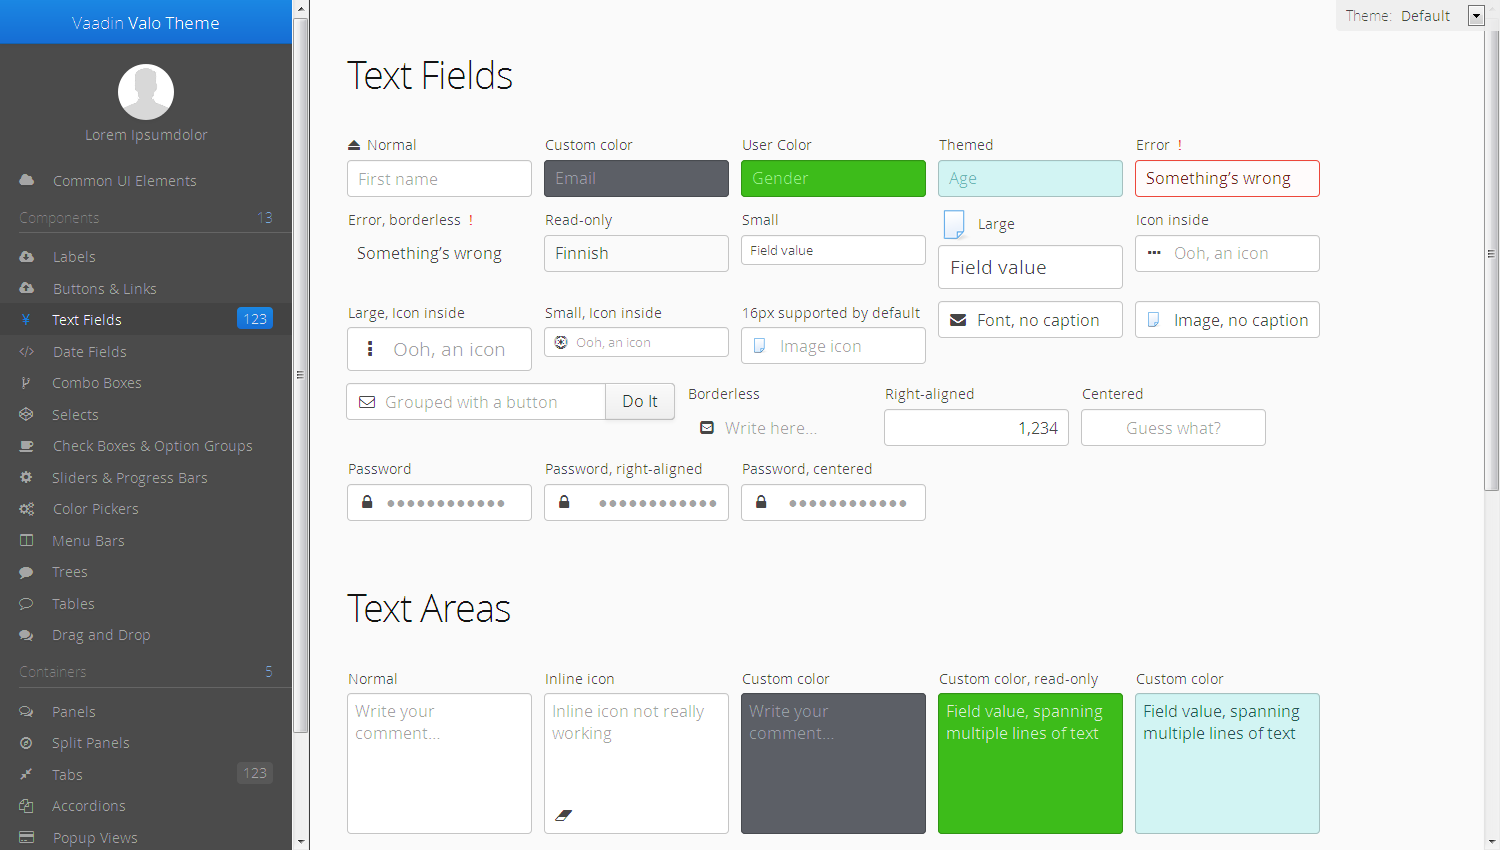 Vaadin Valo Theme
Lorem Ipsumdolor
Common UI Elements
Components 13
Labels
Buttons & Links
Text Fields 123
Date Fields
Combo Boxes
Selects
Check Boxes & Option Groups
Sliders & Progress Bars
Color Pickers
Menu Bars
Trees
Tables
Drag and Drop
Containers 5
Panels
Split Panels
Tabs 123
Accordions
Popup Views
Theme: Default
Text Fields
Normal Custom color User Color Themed Error !
First name Email Gender Age Something's wrong
Error, borderless ! Read-only Small Large Icon inside
Something's wrong Finnish Field value Field value Ooh, an icon
Large, Icon inside Small, Icon inside 16px supported by default
Ooh, an icon Ooh, an icon Image icon Font, no caption Image, no caption
Borderless Right-aligned Centered
Grouped with a button Do It Write here... 1,234 Guess what?
Password Password, right-aligned Password, centered
Text Areas
Normal Inline icon Custom color Custom color, read-only Custom color
Write your Inline icon not really Write your Field value, spanning Field value, spanning
comment... working comment... multiple lines of text multiple lines of text